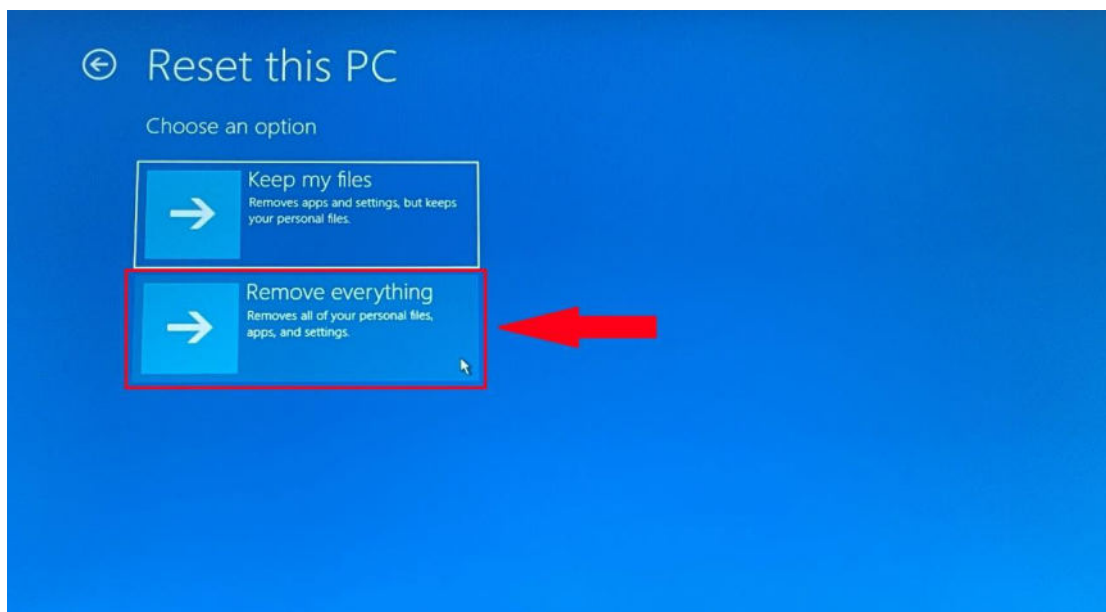 Reset this PC
Choose an option
Keep my files
Removes apps and settings, but keeps
your personal files.
Remove everything
Removes all of your personal files,
apps, and settings.